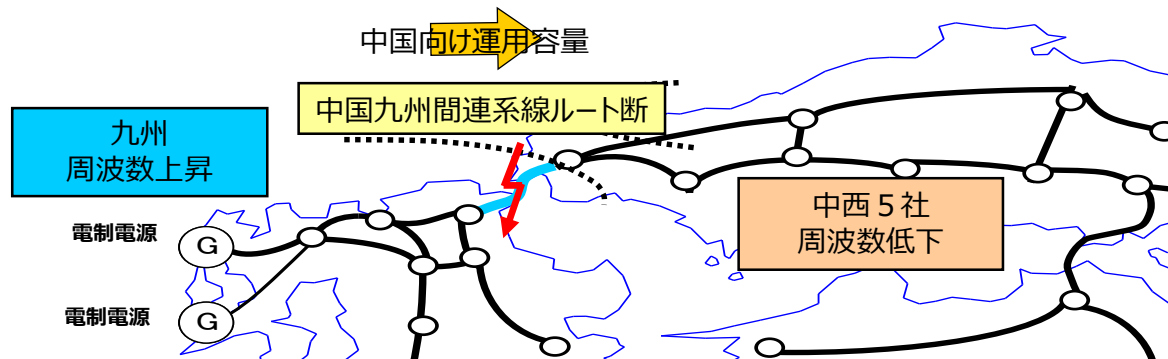 中国向け運用容量
中国九州間連系線ルート断
九州
周波数上昇
中西５社
周波数低下
電制電源
G
電制電源
G